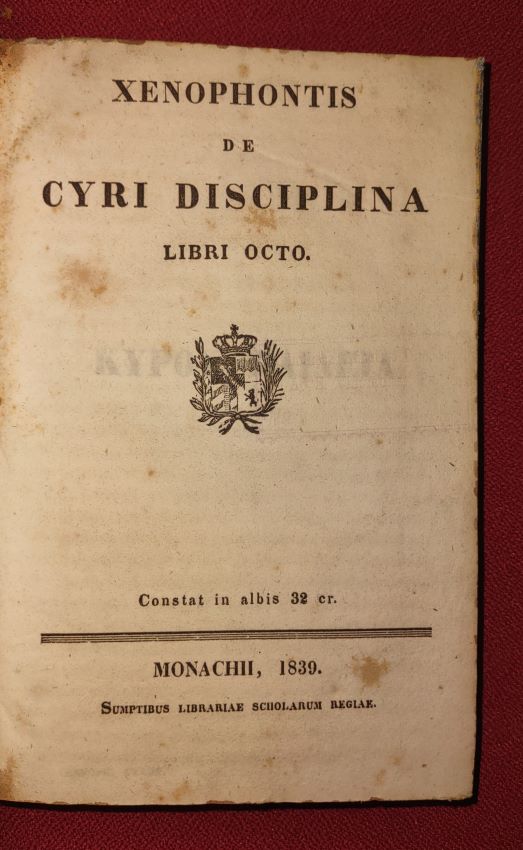 XENOPHONTIS
DE
CYRI DISCIPLINA
LIBRI OCTO.
Constat in albis 32 cr.
MONACHII, 1839.
SUMPTIBUS LIBRARIAE SCHOLARUM REGIAE.